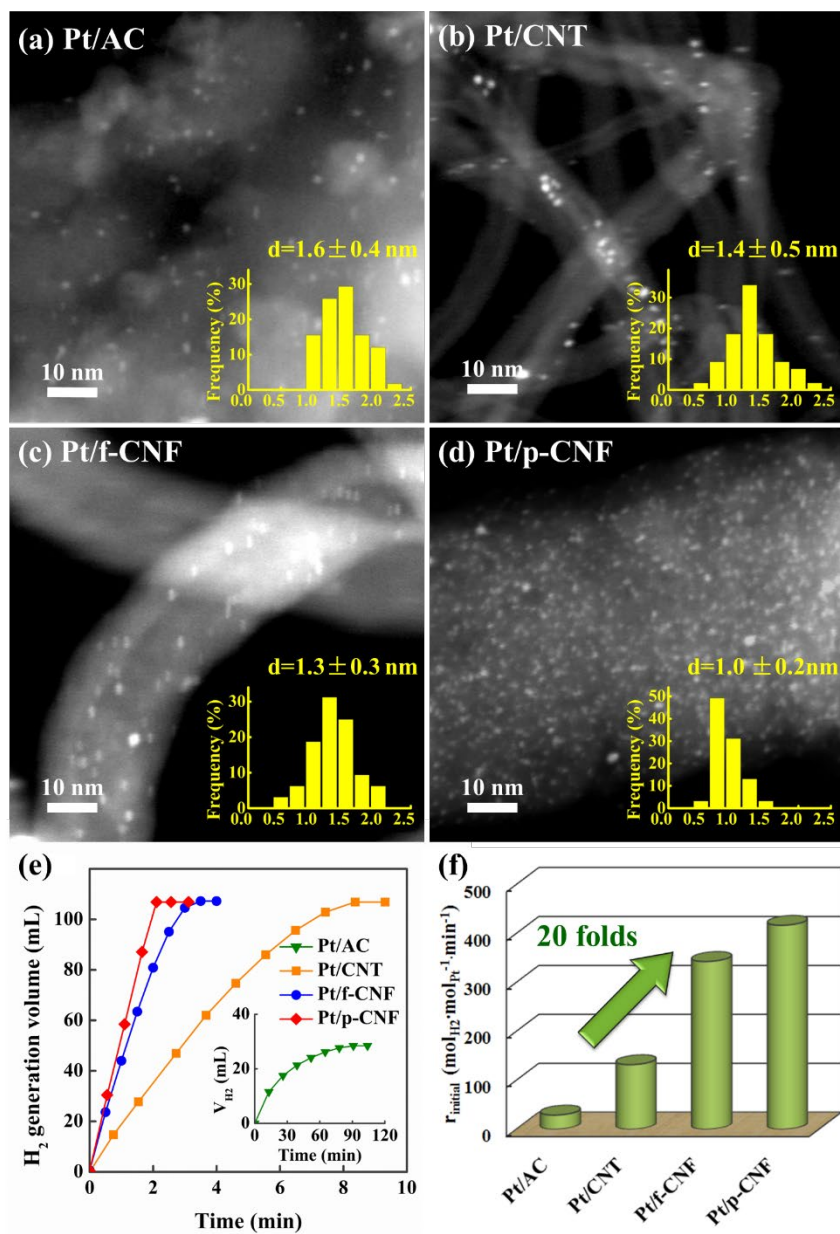 (a) Pt/AC
d=1.6±0.4 nm
Frequency (%)
30
20
10
0
0.0 0.5 1.0 1.5 2.0 2.5
10 nm
(b) Pt/CNT
d=1.4±0.5 nm
Frequency (%)
30
20
10
0
0.0 0.5 1.0 1.5 2.0 2.5
10 nm
(c) Pt/f-CNF
d=1.3±0.3 nm
Frequency (%)
30
20
10
0
0.0 0.5 1.0 1.5 2.0 2.5
10 nm
(d) Pt/p-CNF
d=1.0 ±0.2nm
Frequency (%)
50
40
30
20
10
0
0.0 0.5 1.0 1.5 2.0 2.5
10 nm
(e)
H₂ generation volume (mL)
100
80
60
40
20
0
0 2 4 6 8 10
Time (min)
Pt/AC
Pt/CNT
Pt/f-CNF
Pt/p-CNF
V_H2 (mL)
40
20
0
0 30 60 90 120
Time (min)
(f)
20 folds
r_initial (mol_H2·mol_Pt⁻¹·min⁻¹)
500
400
300
200
100
0
Pt/AC
Pt/CNT
Pt/f-CNF
Pt/p-CNF